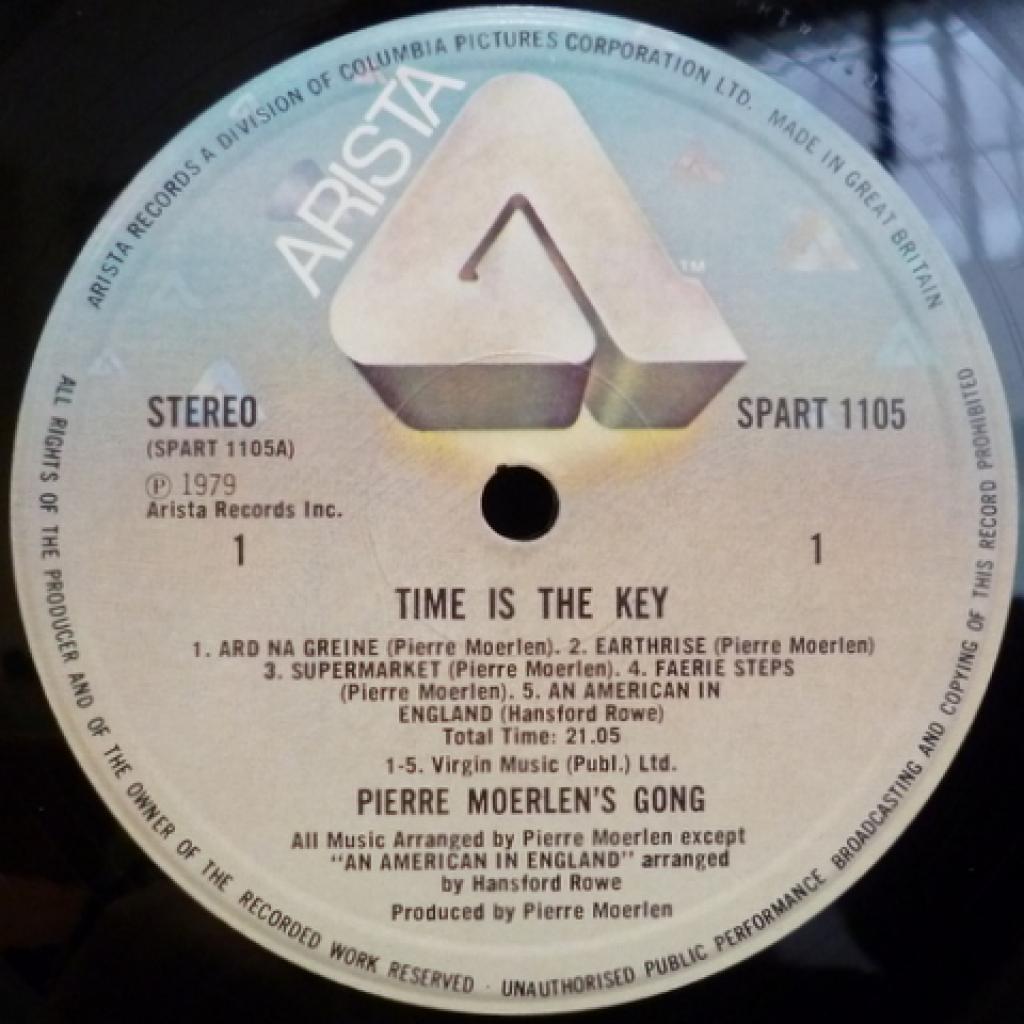 ARISTA RECORDS A DIVISION OF COLUMBIA PICTURES CORPORATION LTD. MADE IN GREAT BRITAIN
ARISTA
TM
STEREO
SPART 1105
(SPART 1105A)
Ⓟ 1979
Arista Records Inc.
1
1
TIME IS THE KEY
1. ARD NA GREINE (Pierre Moerlen). 2. EARTHRISE (Pierre Moerlen)
3. SUPERMARKET (Pierre Moerlen). 4. FAERIE STEPS
(Pierre Moerlen). 5. AN AMERICAN IN
ENGLAND (Hansford Rowe)
Total Time: 21.05
1-5. Virgin Music (Publ.) Ltd.
PIERRE MOERLEN'S GONG
All Music Arranged by Pierre Moerlen except
"AN AMERICAN IN ENGLAND" arranged
by Hansford Rowe
Produced by Pierre Moerlen
ALL RIGHTS OF THE PRODUCER AND OF THE OWNER OF THE RECORDED WORK RESERVED · UNAUTHORISED PUBLIC PERFORMANCE BROADCASTING AND COPYING OF THIS RECORD PROHIBITED